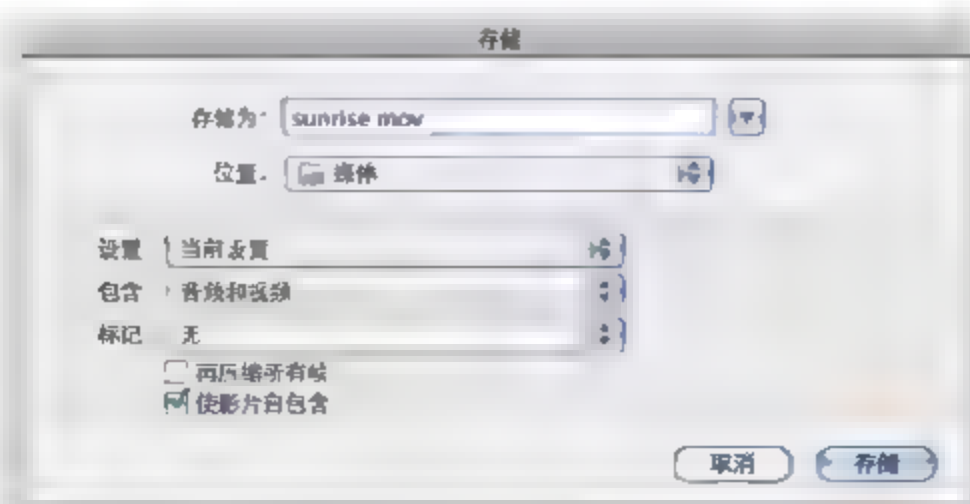 存储
存储为: sunrise mov
位置: 媒体
设置 当前设置
包含 音频和视频
标记 无
再压缩所有帧
使影片自包含
取消 存储